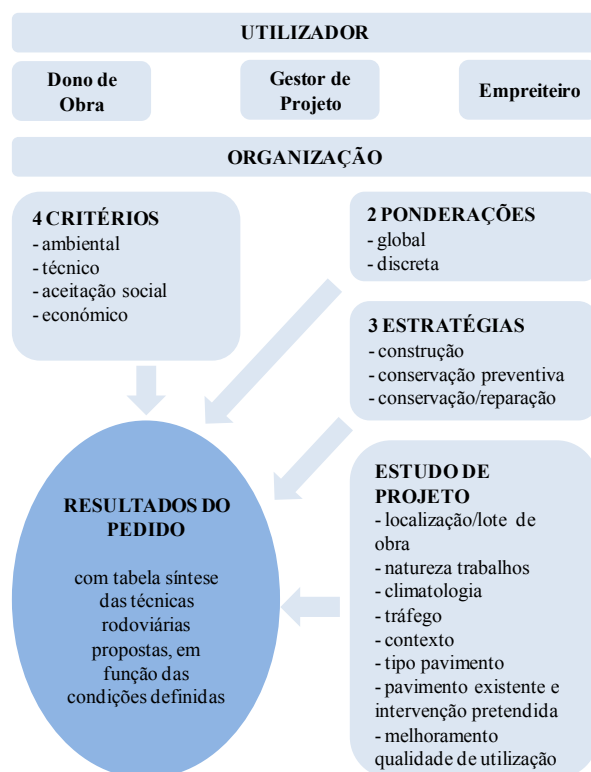 UTILIZADOR
Dono de
Obra
Gestor de
Projeto
Empreiteiro
ORGANIZAÇÃO
4 CRITÉRIOS
- ambiental
- técnico
- aceitação social
- económico
2 PONDERAÇÕES
- global
- discreta
3 ESTRATÉGIAS
- construção
- conservação preventiva
- conservação/reparação
ESTUDO DE
PROJETO
- localização/lote de
obra
- natureza trabalhos
- climatologia
- tráfego
- contexto
- tipo pavimento
- pavimento existente e
intervenção pretendida
- melhoramento
qualidade de utilização
RESULTADOS DO
PEDIDO
com tabela síntese
das técnicas
rodoviárias
propostas, em
função das
condições definidas